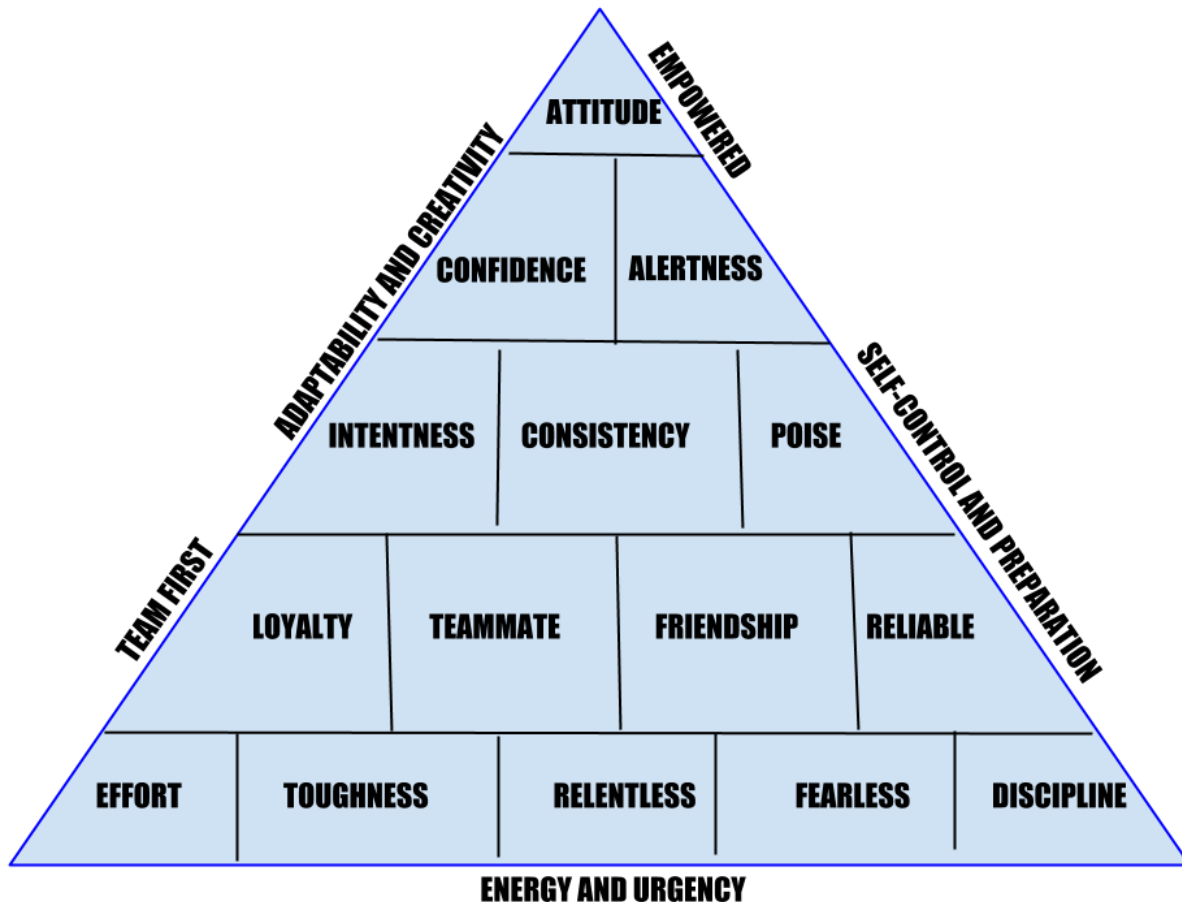 EMPOWERED
ATTITUDE
ADAPTABILITY AND CREATIVITY
CONFIDENCE ALERTNESS
SELF-CONTROL AND PREPARATION
INTENTNESS CONSISTENCY POISE
TEAM FIRST
LOYALTY TEAMMATE FRIENDSHIP RELIABLE
EFFORT TOUGHNESS RELENTLESS FEARLESS DISCIPLINE
ENERGY AND URGENCY